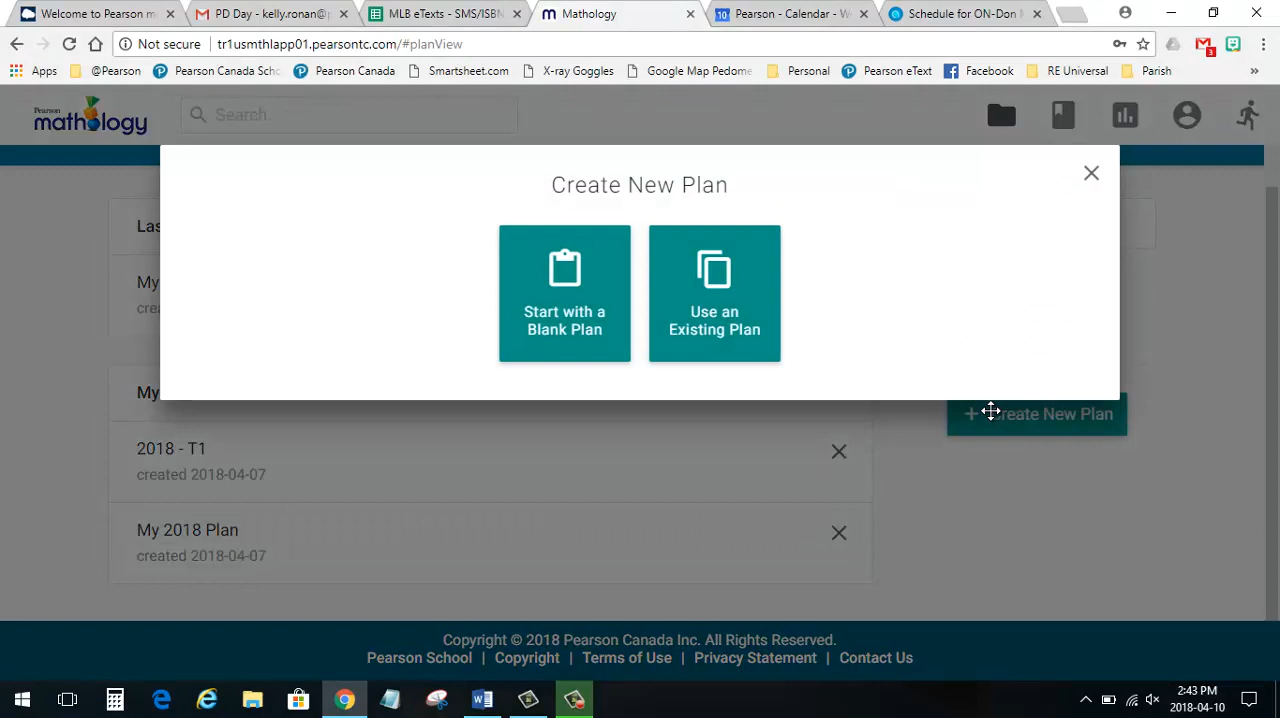 Welcome to Pearson m
PD Day - kelly.ronan@p
MLB eTexts - SMS/ISBN
Mathology
Pearson - Calendar - W
Schedule for ON-Don
Not secure
tr1usmthlapp01.pearsontc.com/#planView
3
Apps
@Pearson
Pearson Canada Scho
Pearson Canada
Smartsheet.com
X-ray Goggles
Google Map Pedome
Personal
Pearson eText
Facebook
RE Universal
Parish
»
Pearson
mathology
Search.
Create New Plan
Start with a
Blank Plan
Use an
Existing Plan
Las
My
My
+ Create New Plan
2018 - T1
created 2018-04-07
My 2018 Plan
created 2018-04-07
Copyright © 2018 Pearson Canada Inc. All Rights Reserved.
Pearson School | Copyright | Terms of Use | Privacy Statement | Contact Us
2:43 PM
2018-04-10